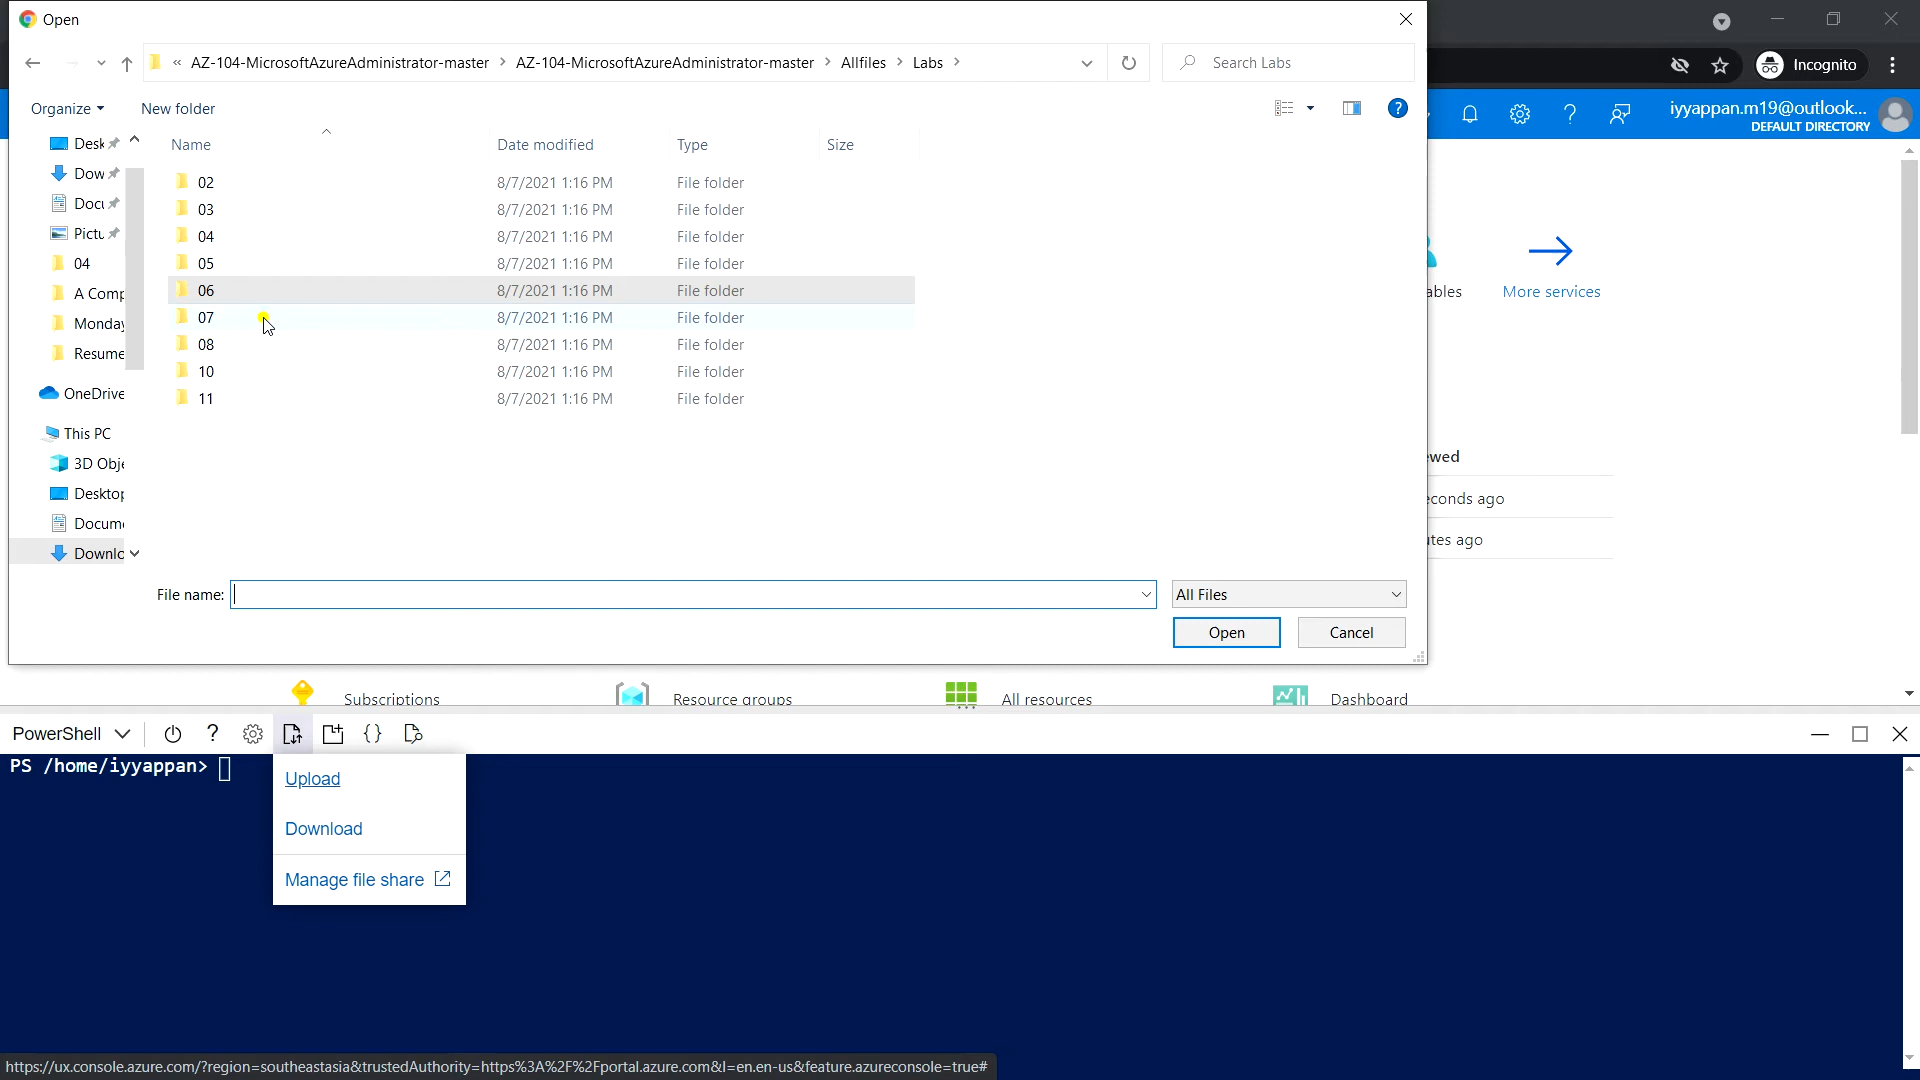 Open
Incognito
« AZ-104-MicrosoftAzureAdministrator-master > AZ-104-MicrosoftAzureAdministrator-master > Allfiles > Labs >
Search Labs
Organize
New folder
iyyappan.m19@outlook...
DEFAULT DIRECTORY
Name Date modified Type Size
02 8/7/2021 1:16 PM File folder
03 8/7/2021 1:16 PM File folder
04 8/7/2021 1:16 PM File folder
05 8/7/2021 1:16 PM File folder
06 8/7/2021 1:16 PM File folder
07 8/7/2021 1:16 PM File folder
08 8/7/2021 1:16 PM File folder
10 8/7/2021 1:16 PM File folder
11 8/7/2021 1:16 PM File folder
Desk
Dow
Docu
Pictu
04
A Comp
Monday
Resume
OneDrive
This PC
3D Obje
Desktop
Docume
Downlo
ables
More services
ewed
econds ago
utes ago
File name:
All Files
Open
Cancel
Subscriptions
Resource groups
All resources
Dashboard
PowerShell
PS /home/iyyappan>
Upload
Download
Manage file share
https://ux.console.azure.com/?region=southeastasia&trustedAuthority=https%3A%2F%2Fportal.azure.com&l=en.en-us&feature.azureconsole=true#